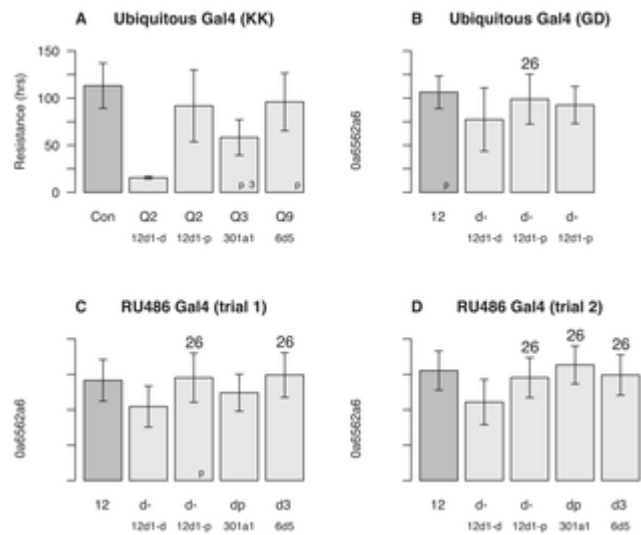 A Ubiquitous Gal4 (KK)
Resistance (hrs)
150
100
50
0
p 3
p
Con Q2 Q2 Q3 Q9
12d1-d 12d1-p 301a1 6d5
B Ubiquitous Gal4 (GD)
0a6562a6
26
p
12 d- d- d-
12d1-d 12d1-p 12d1-p
C RU486 Gal4 (trial 1)
0a6562a6
26 26
p
12 d- d- dp d3
12d1-d 12d1-p 301a1 6d5
D RU486 Gal4 (trial 2)
0a6562a6
26 26 26
12 d- d- dp d3
12d1-d 12d1-p 301a1 6d5